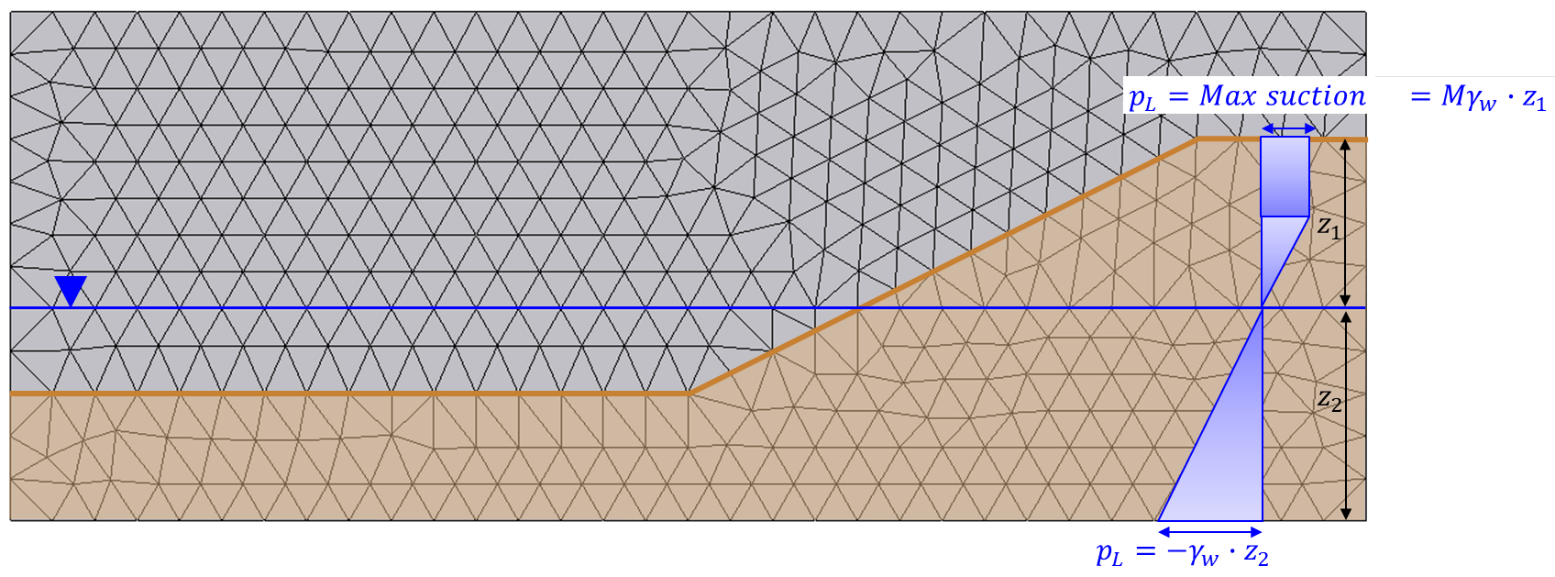 p_L = Max suction = Mγ_w · z_1
z_1
z_2
p_L = −γ_w · z_2